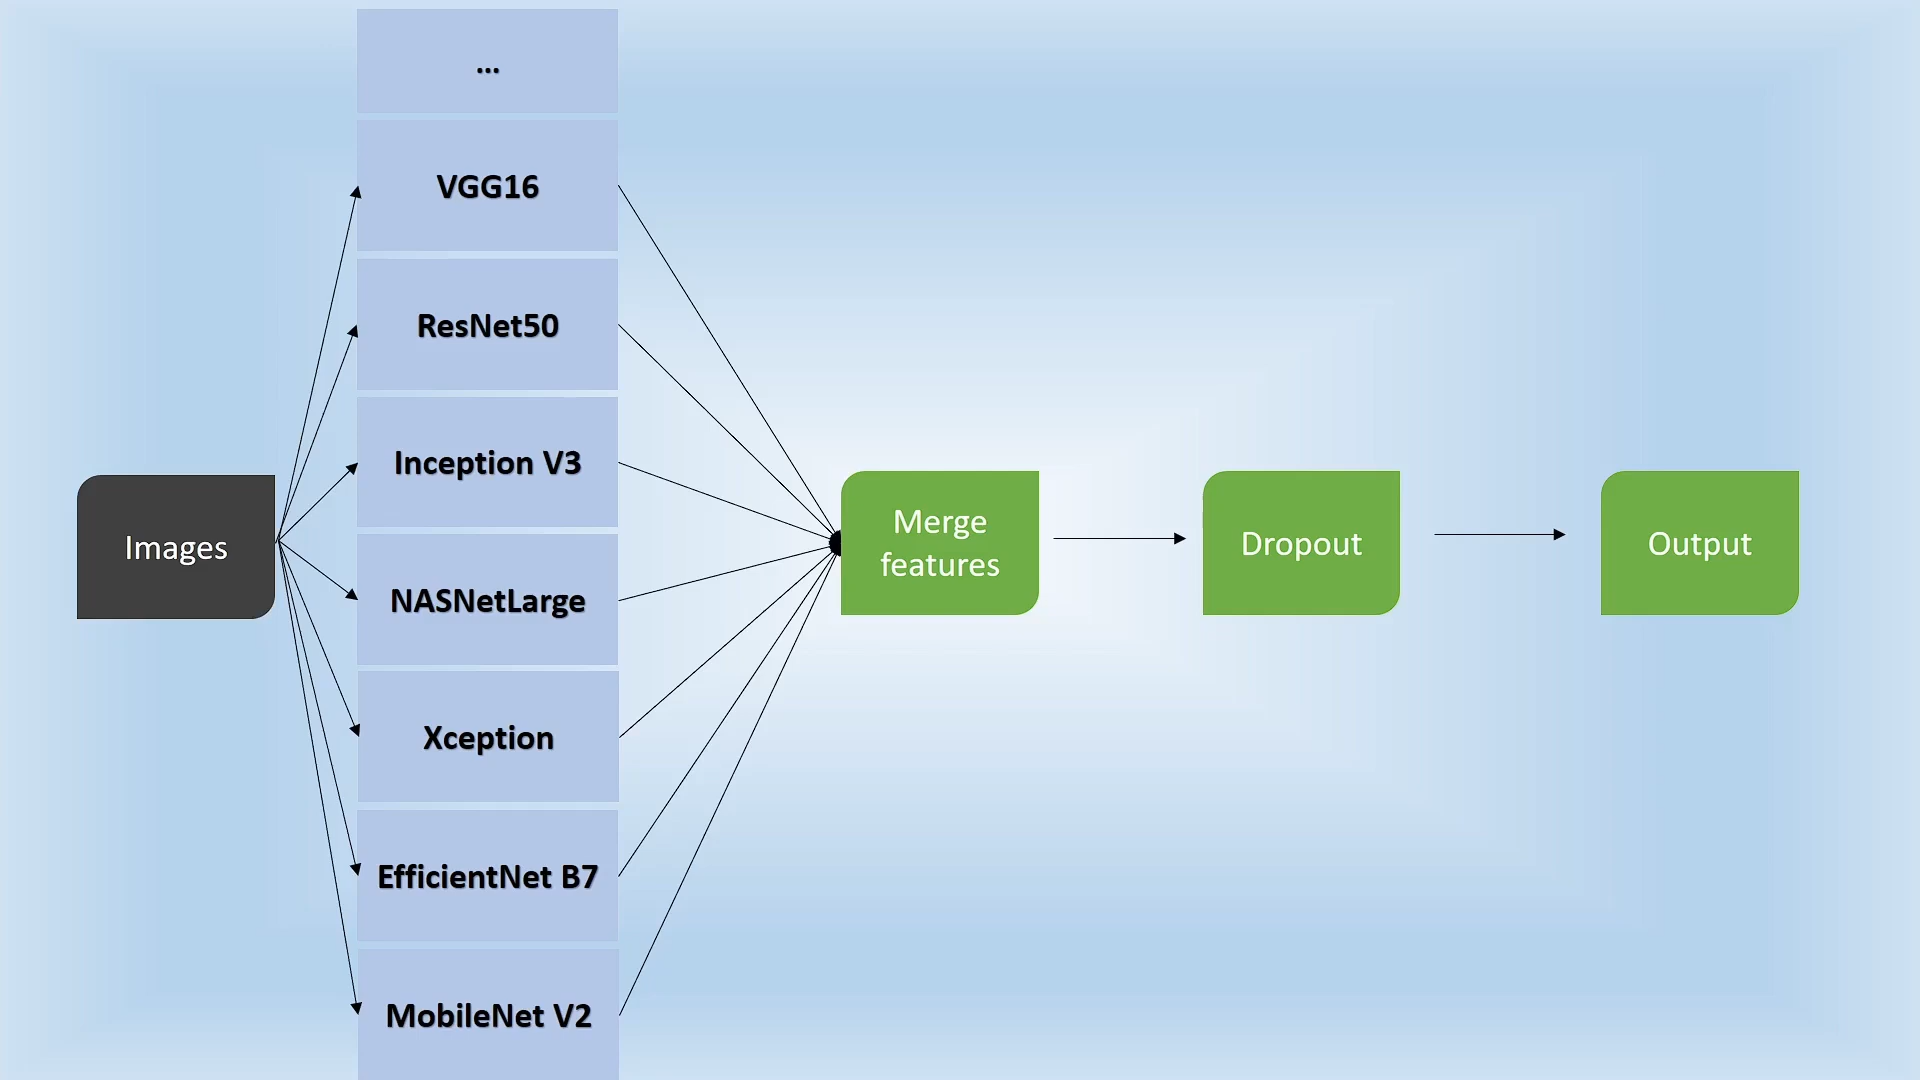 ...
VGG16
ResNet50
Inception V3
NASNetLarge
Xception
EfficientNet B7
MobileNet V2
Images
Merge
features
Dropout
Output